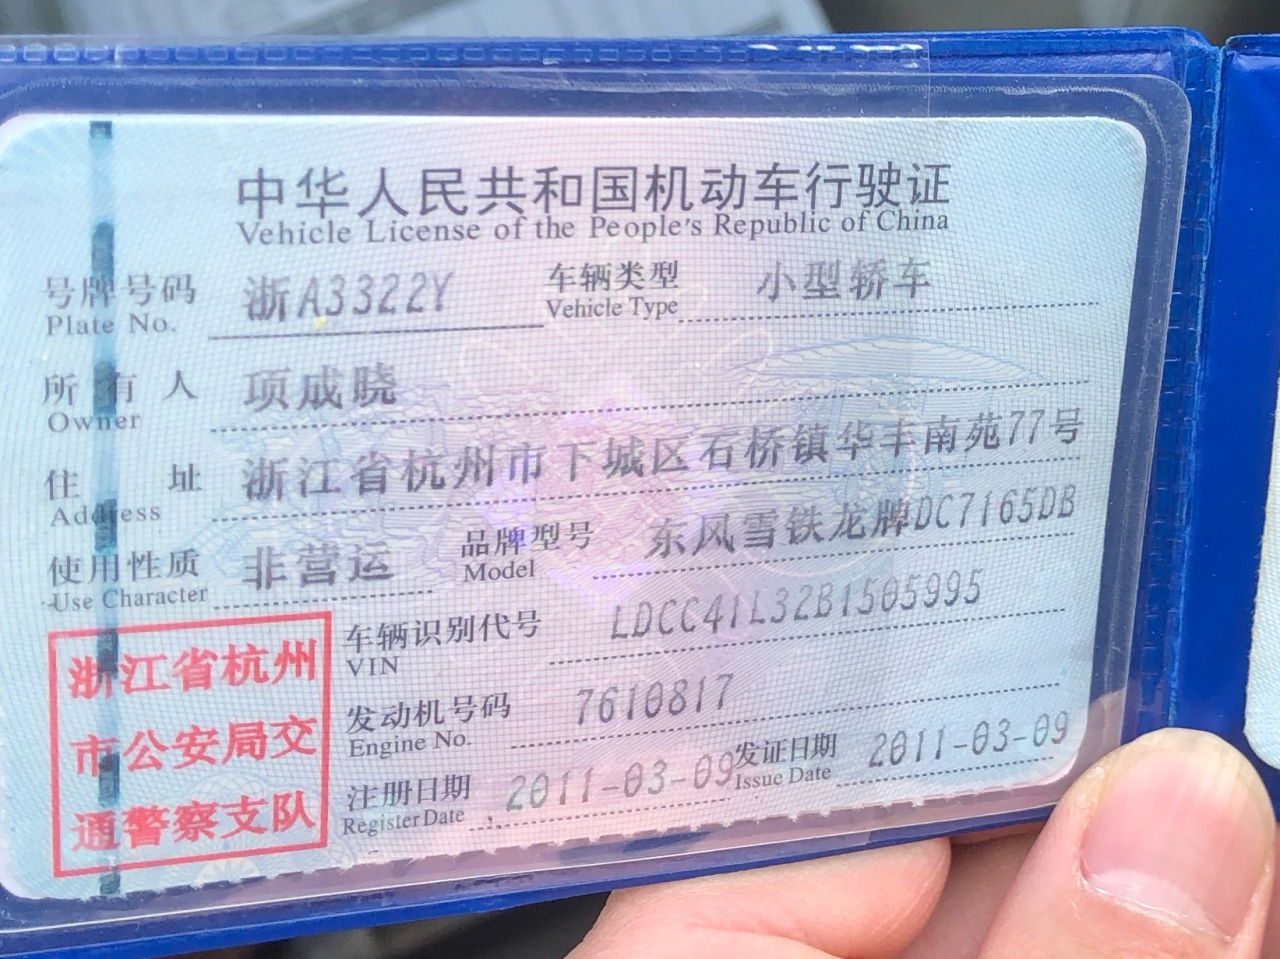 中华人民共和国机动车行驶证
Vehicle License of the People's Republic of China
号牌号码 浙A3322Y 车辆类型 小型轿车
Plate No. Vehicle Type
所有人 项成晓
Owner
住址 浙江省杭州市下城区石桥镇华丰南苑77号
Address
使用性质 非营运 品牌型号 东风雪铁龙牌DC7165DB
Use Character Model
车辆识别代号 LDCC41L32B1505995
VIN
发动机号码 7610817
Engine No.
注册日期 2011-03-09 发证日期 2011-03-09
Register Date Issue Date
浙江省杭州
市公安局交
通警察支队